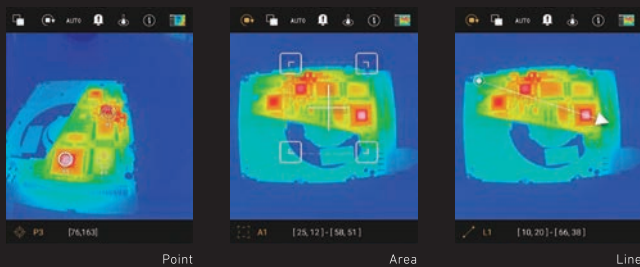 AUTO
AUTO
AUTO
P3 [76,163]
A1 [ 25, 12 ] - [ 58, 51 ]
L1 [ 10, 20 ] - [ 66, 38 ]
Point
Area
Line